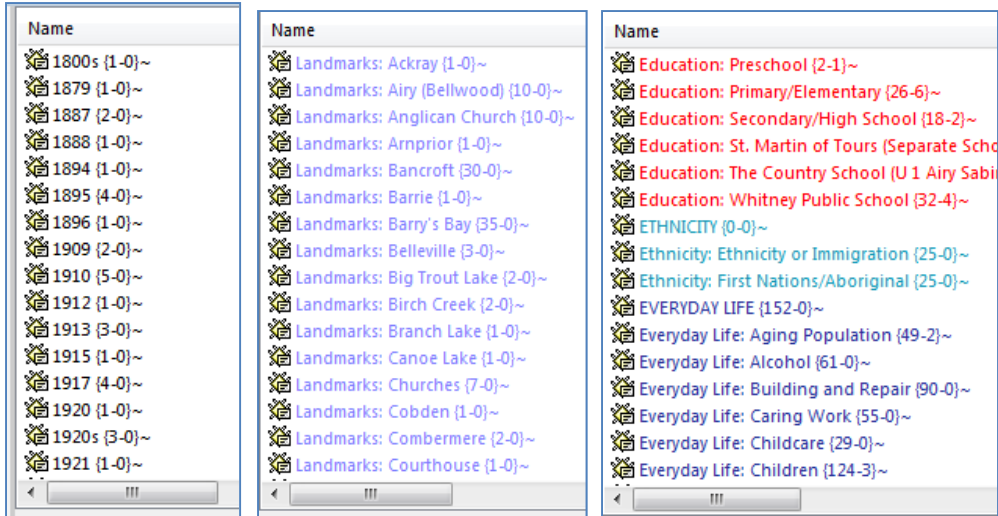 Name
1800s {1-0}~
1879 {1-0}~
1887 {2-0}~
1888 {1-0}~
1894 {1-0}~
1895 {4-0}~
1896 {1-0}~
1909 {2-0}~
1910 {5-0}~
1912 {1-0}~
1913 {3-0}~
1915 {1-0}~
1917 {4-0}~
1920 {1-0}~
1920s {3-0}~
1921 {1-0}~
Name
Landmarks: Ackray {1-0}~
Landmarks: Airy (Bellwood) {10-0}~
Landmarks: Anglican Church {10-0}~
Landmarks: Arnprior {1-0}~
Landmarks: Bancroft {30-0}~
Landmarks: Barrie {1-0}~
Landmarks: Barry's Bay {35-0}~
Landmarks: Belleville {3-0}~
Landmarks: Big Trout Lake {2-0}~
Landmarks: Birch Creek {2-0}~
Landmarks: Branch Lake {1-0}~
Landmarks: Canoe Lake {1-0}~
Landmarks: Churches {7-0}~
Landmarks: Cobden {1-0}~
Landmarks: Combermere {2-0}~
Landmarks: Courthouse {1-0}~
Name
Education: Preschool {2-1}~
Education: Primary/Elementary {26-6}~
Education: Secondary/High School {18-2}~
Education: St. Martin of Tours (Separate Scho
Education: The Country School (U 1 Airy Sabi
Education: Whitney Public School {32-4}~
ETHNICITY {0-0}~
Ethnicity: Ethnicity or Immigration {25-0}~
Ethnicity: First Nations/Aboriginal {25-0}~
EVERYDAY LIFE {152-0}~
Everyday Life: Aging Population {49-2}~
Everyday Life: Alcohol {61-0}~
Everyday Life: Building and Repair {90-0}~
Everyday Life: Caring Work {55-0}~
Everyday Life: Childcare {29-0}~
Everyday Life: Children {124-3}~